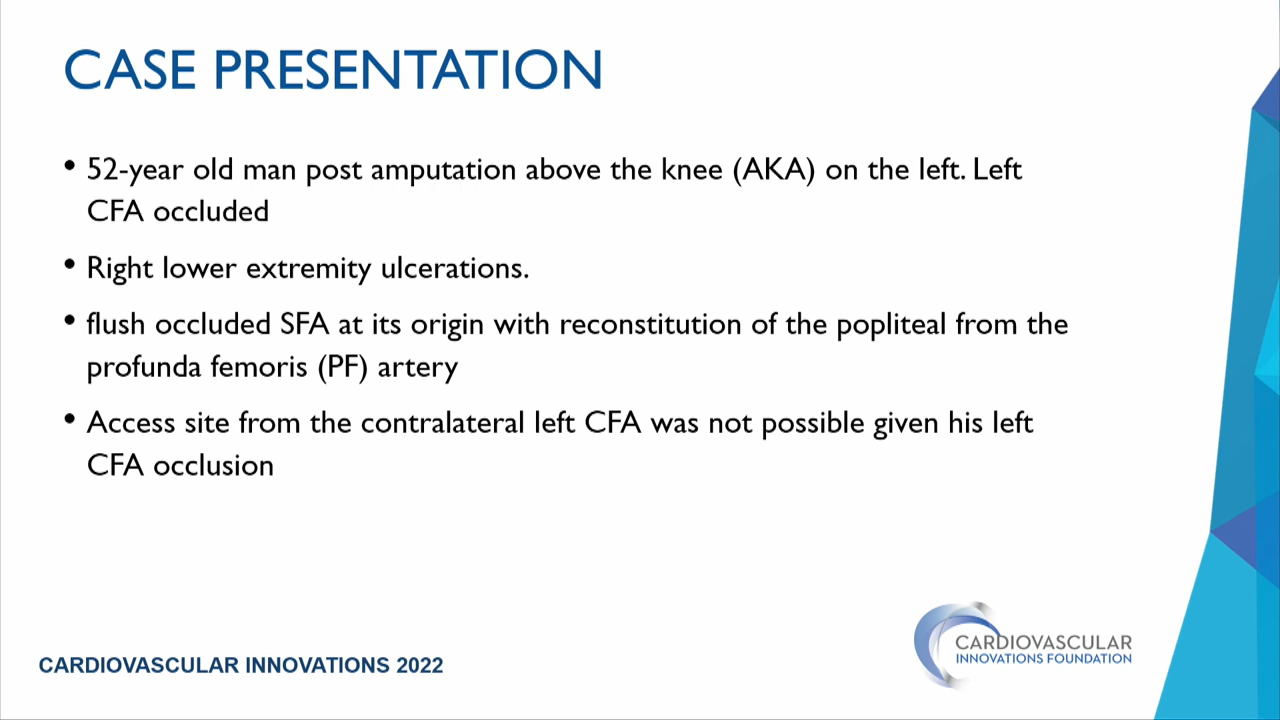 CASE PRESENTATION
• 52-year old man post amputation above the knee (AKA) on the left. Left
CFA occluded
• Right lower extremity ulcerations.
• flush occluded SFA at its origin with reconstitution of the popliteal from the
profunda femoris (PF) artery
• Access site from the contralateral left CFA was not possible given his left
CFA occlusion
CARDIOVASCULAR
INNOVATIONS FOUNDATION
CARDIOVASCULAR INNOVATIONS 2022